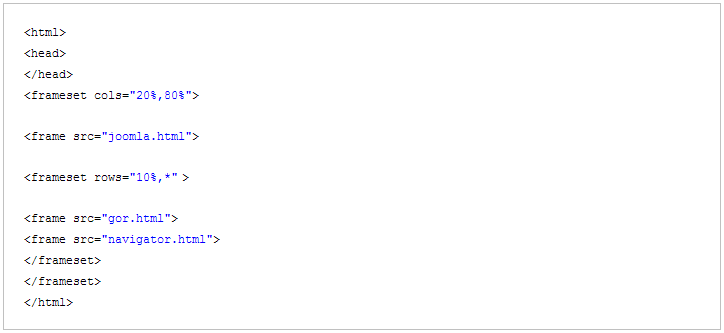 <html>
<head>
</head>
<frameset cols="20%,80%">
<frame src="joomla.html">
<frameset rows="10%,*" >
<frame src="gor.html">
<frame src="navigator.html">
</frameset>
</frameset>
</html>